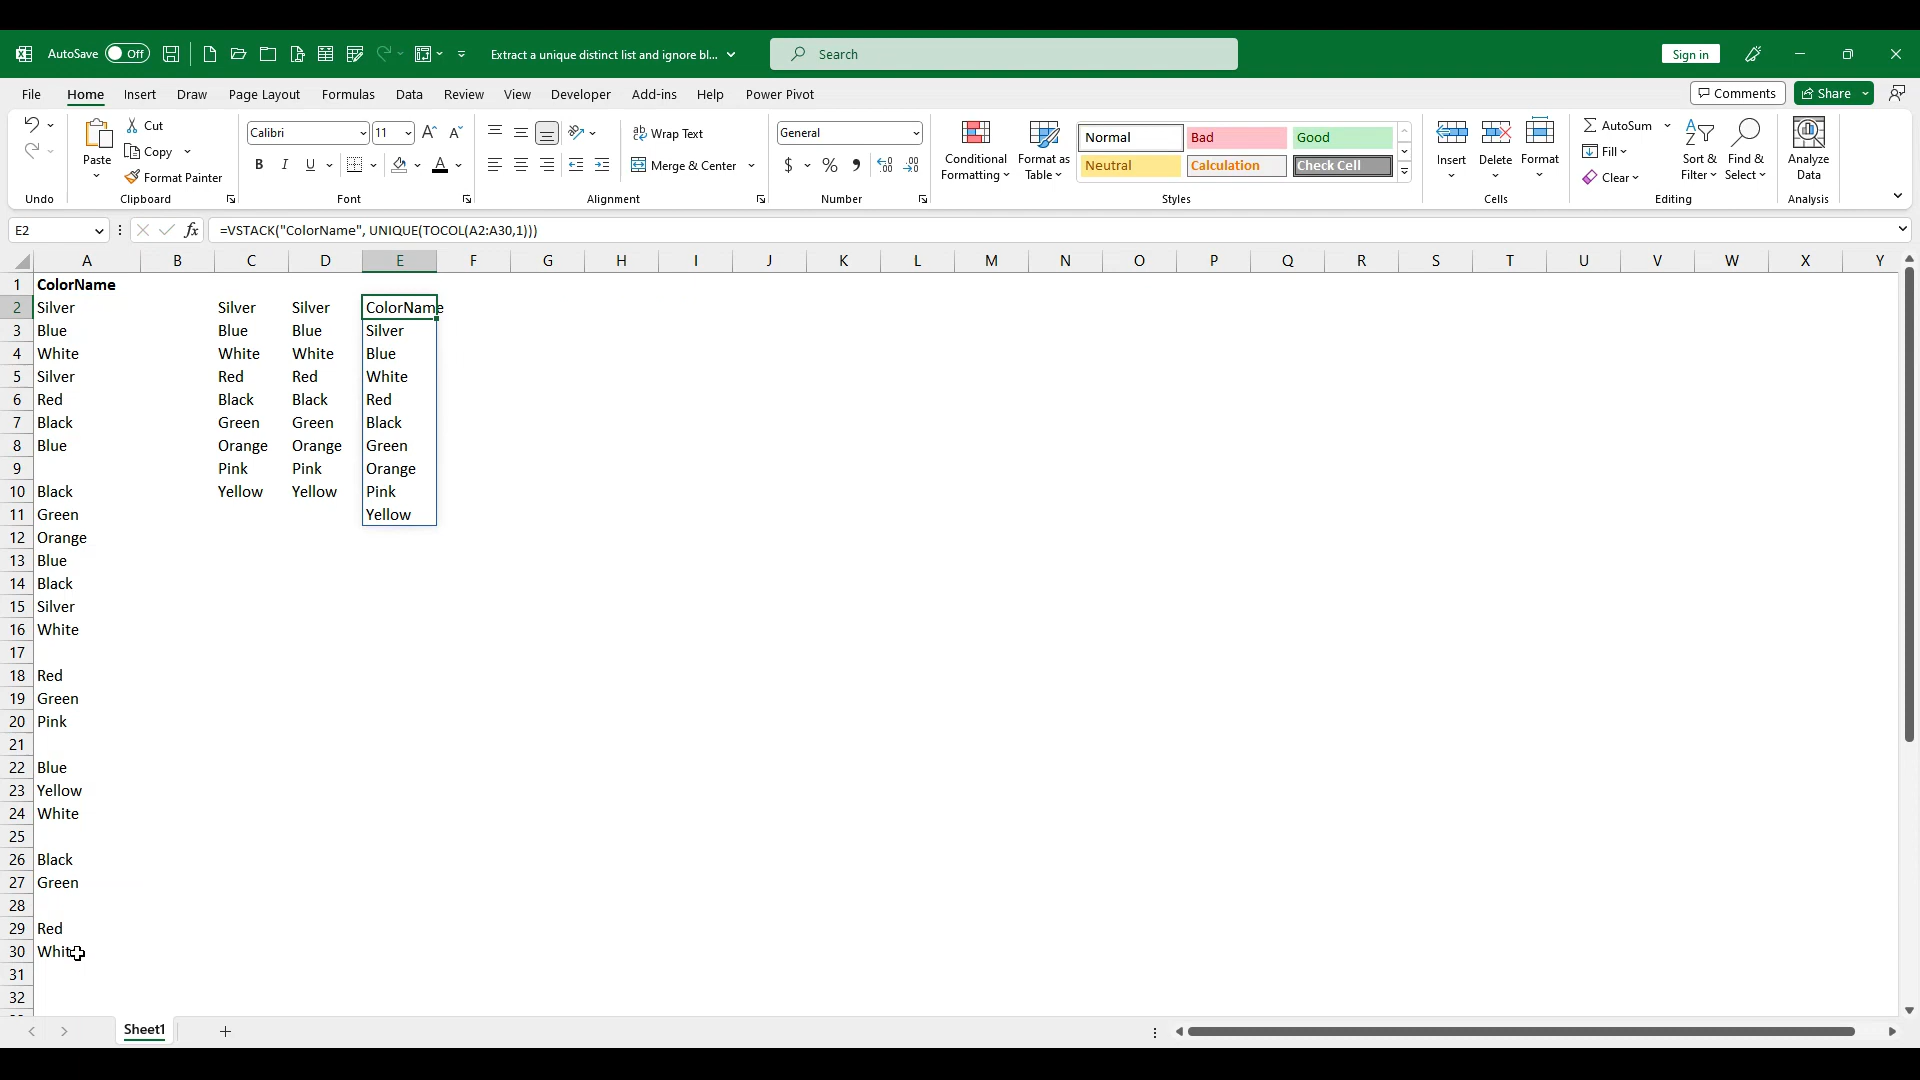 AutoSave Off Extract a unique distinct list and ignore bl... Search Sign in
File Home Insert Draw Page Layout Formulas Data Review View Developer Add-ins Help Power Pivot Comments Share
Paste Cut
Copy
Format Painter
Calibri 11
B I U A
Wrap Text
Merge & Center
General
$ % ,
Conditional Formatting
Format as Table
Normal Bad Good
Neutral Calculation Check Cell
Insert Delete Format
AutoSum
Fill
Clear
Sort & Filter
Find & Select
Analyze Data
Undo Clipboard Font Alignment Number Styles Cells Editing Analysis
E2 fx =VSTACK("ColorName", UNIQUE(TOCOL(A2:A30,1)))
A B C D E F G H I J K L M N O P Q R S T U V W X Y
1 ColorName
2 Silver Silver Silver ColorName
3 Blue Blue Blue Silver
4 White White White Blue
5 Silver Red Red White
6 Red Black Black Red
7 Black Green Green Black
8 Blue Orange Orange Green
9 Pink Pink Orange
10 Black Yellow Yellow Pink
11 Green Yellow
12 Orange
13 Blue
14 Black
15 Silver
16 White
17
18 Red
19 Green
20 Pink
21
22 Blue
23 Yellow
24 White
25
26 Black
27 Green
28
29 Red
30 White
31
32
Sheet1